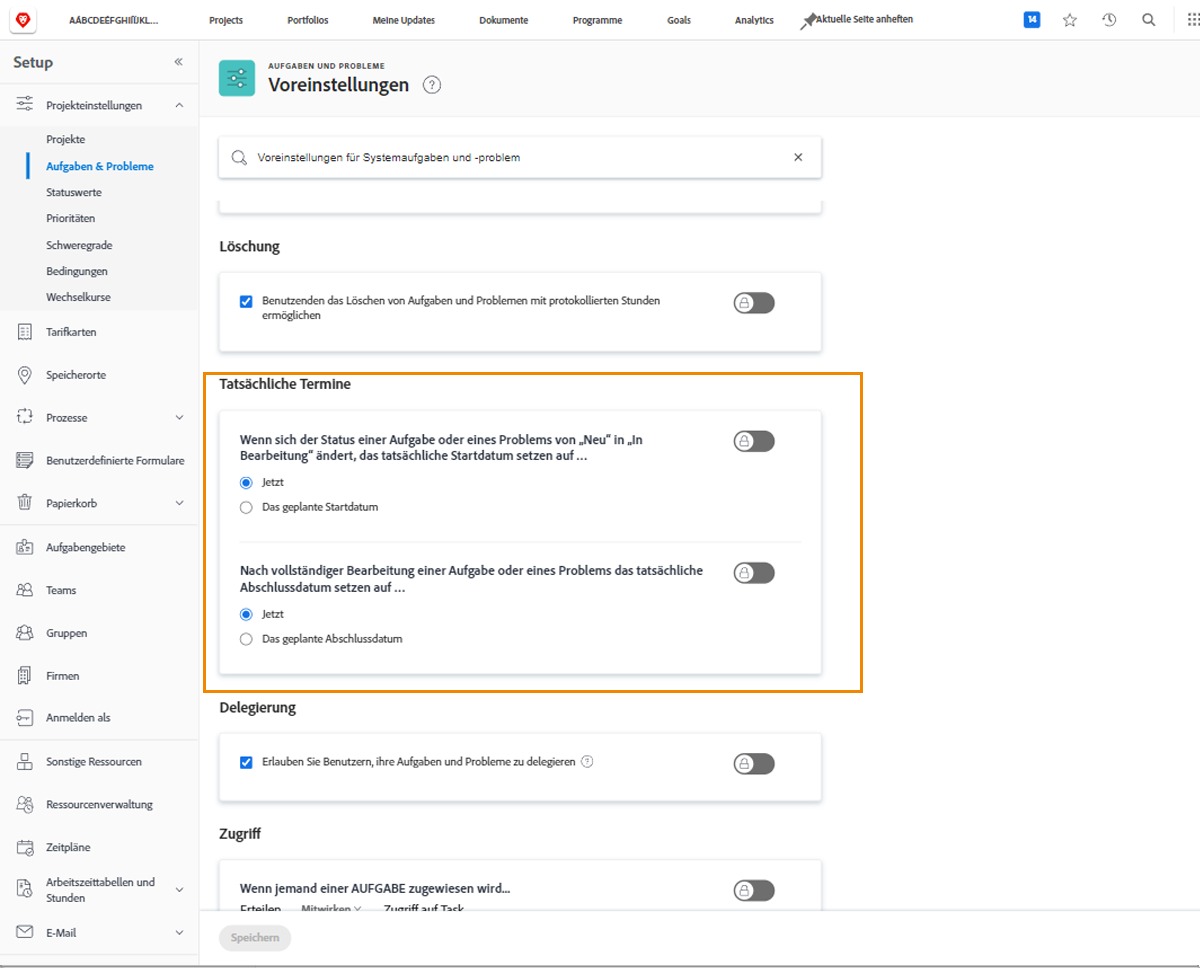 AÁBCDEÉFGHIÍJKL...
Projects
Portfolios
Meine Updates
Dokumente
Programme
Goals
Analytics
Aktuelle Seite anheften
14
Setup
Projekteinstellungen
Projekte
Aufgaben & Probleme
Statuswerte
Prioritäten
Schweregrade
Bedingungen
Wechselkurse
Tarifkarten
Speicherorte
Prozesse
Benutzerdefinierte Formulare
Papierkorb
Aufgabengebiete
Teams
Gruppen
Firmen
Anmelden als
Sonstige Ressourcen
Ressourcenverwaltung
Zeitpläne
Arbeitszeittabellen und
Stunden
E-Mail
AUFGABEN UND PROBLEME
Voreinstellungen
Voreinstellungen für Systemaufgaben und -problem
Löschung
Benutzenden das Löschen von Aufgaben und Problemen mit protokollierten Stunden
ermöglichen
Tatsächliche Termine
Wenn sich der Status einer Aufgabe oder eines Problems von „Neu“ in „In
Bearbeitung“ ändert, das tatsächliche Startdatum setzen auf ...
Jetzt
Das geplante Startdatum
Nach vollständiger Bearbeitung einer Aufgabe oder eines Problems das tatsächliche
Abschlussdatum setzen auf ...
Jetzt
Das geplante Abschlussdatum
Delegierung
Erlauben Sie Benutzern, ihre Aufgaben und Probleme zu delegieren
Zugriff
Wenn jemand einer AUFGABE zugewiesen wird...
Erteilen Mitwirken Zugriff auf Task
Speichern